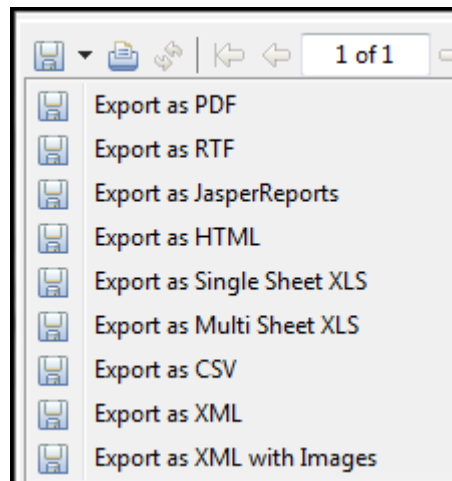 1 of 1
Export as PDF
Export as RTF
Export as JasperReports
Export as HTML
Export as Single Sheet XLS
Export as Multi Sheet XLS
Export as CSV
Export as XML
Export as XML with Images